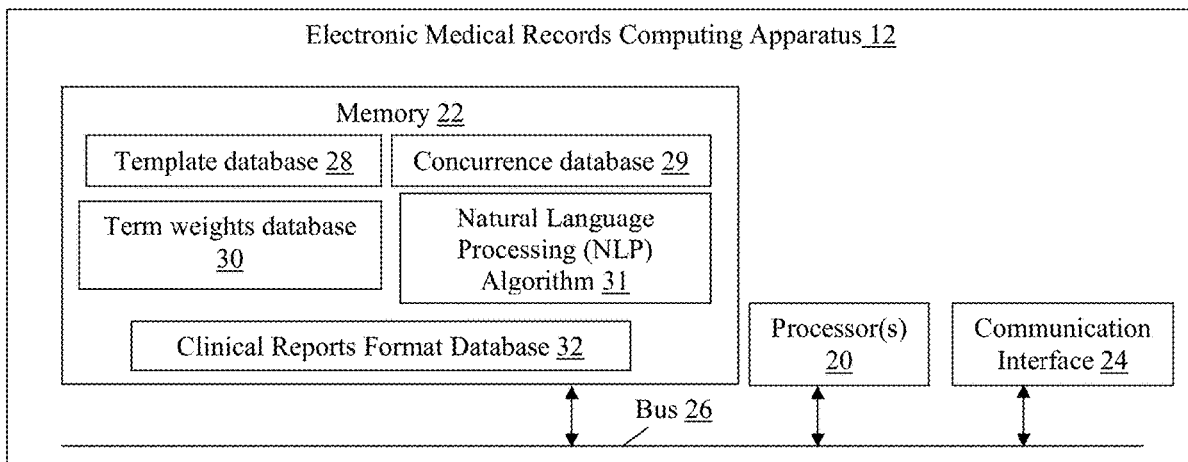 Electronic Medical Records Computing Apparatus 12
Memory 22
Template database 28
Concurrence database 29
Term weights database
30
Natural Language
Processing (NLP)
Algorithm 31
Clinical Reports Format Database 32
Processor(s)
20
Communication
Interface 24
Bus 26